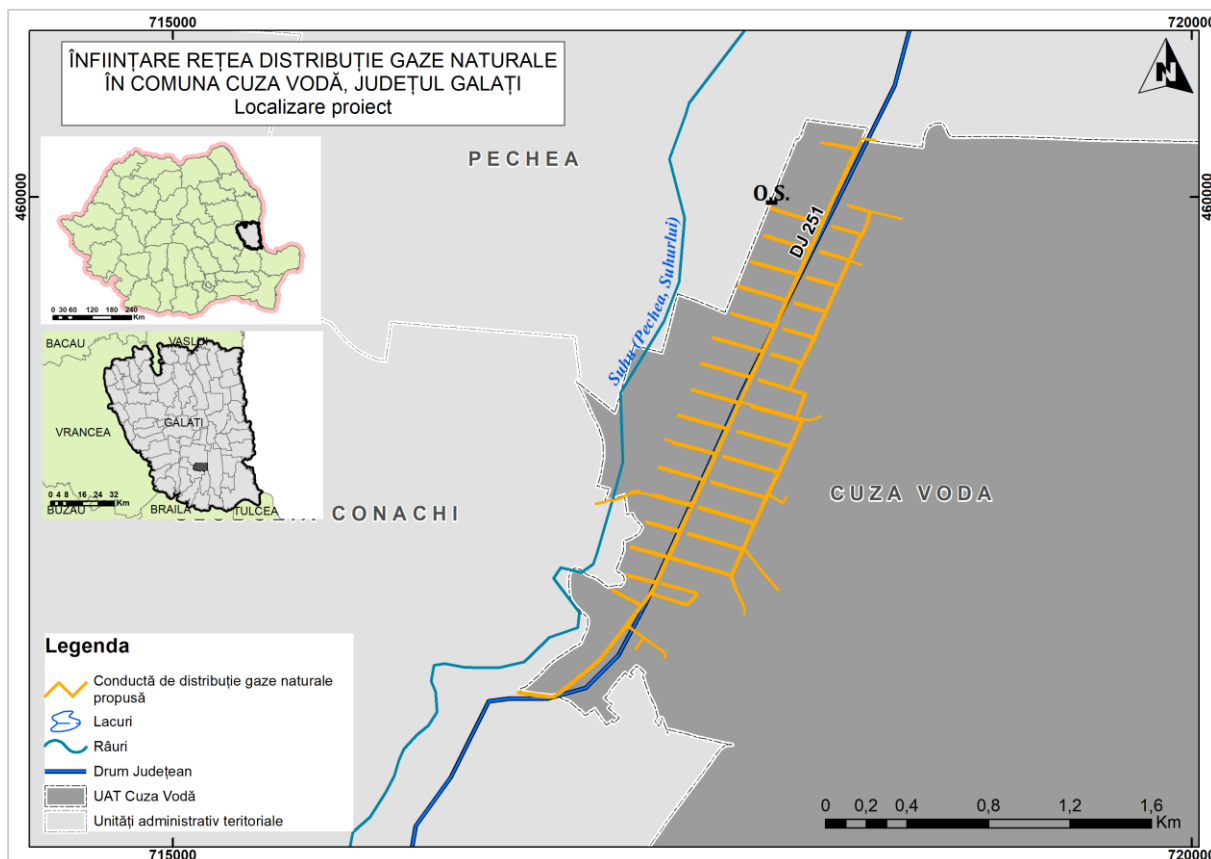 715000
720000
ÎNFIINȚARE REȚEA DISTRIBUȚIE GAZE NATURALE
ÎN COMUNA CUZA VODĂ, JUDEȚUL GALAȚI
Localizare proiect
N
PECHEA
460000
460000
O.S.
DJ 251
Suhu (Pechea, Suhurlui)
0 30 60 120 180 240
Km
BACAU
VASLUI
VRANCEA
GALATI
0 4 8 16 24 32
Km
BUZAU
BRAILA
TULCEA
CONACHI
CUZA VODA
Legenda
Conductă de distribuție gaze naturale
propusă
Lacuri
Râuri
Drum Județean
UAT Cuza Vodă
Unități administrativ teritoriale
0 0,2 0,4 0,8 1,2 1,6
Km
715000
720000